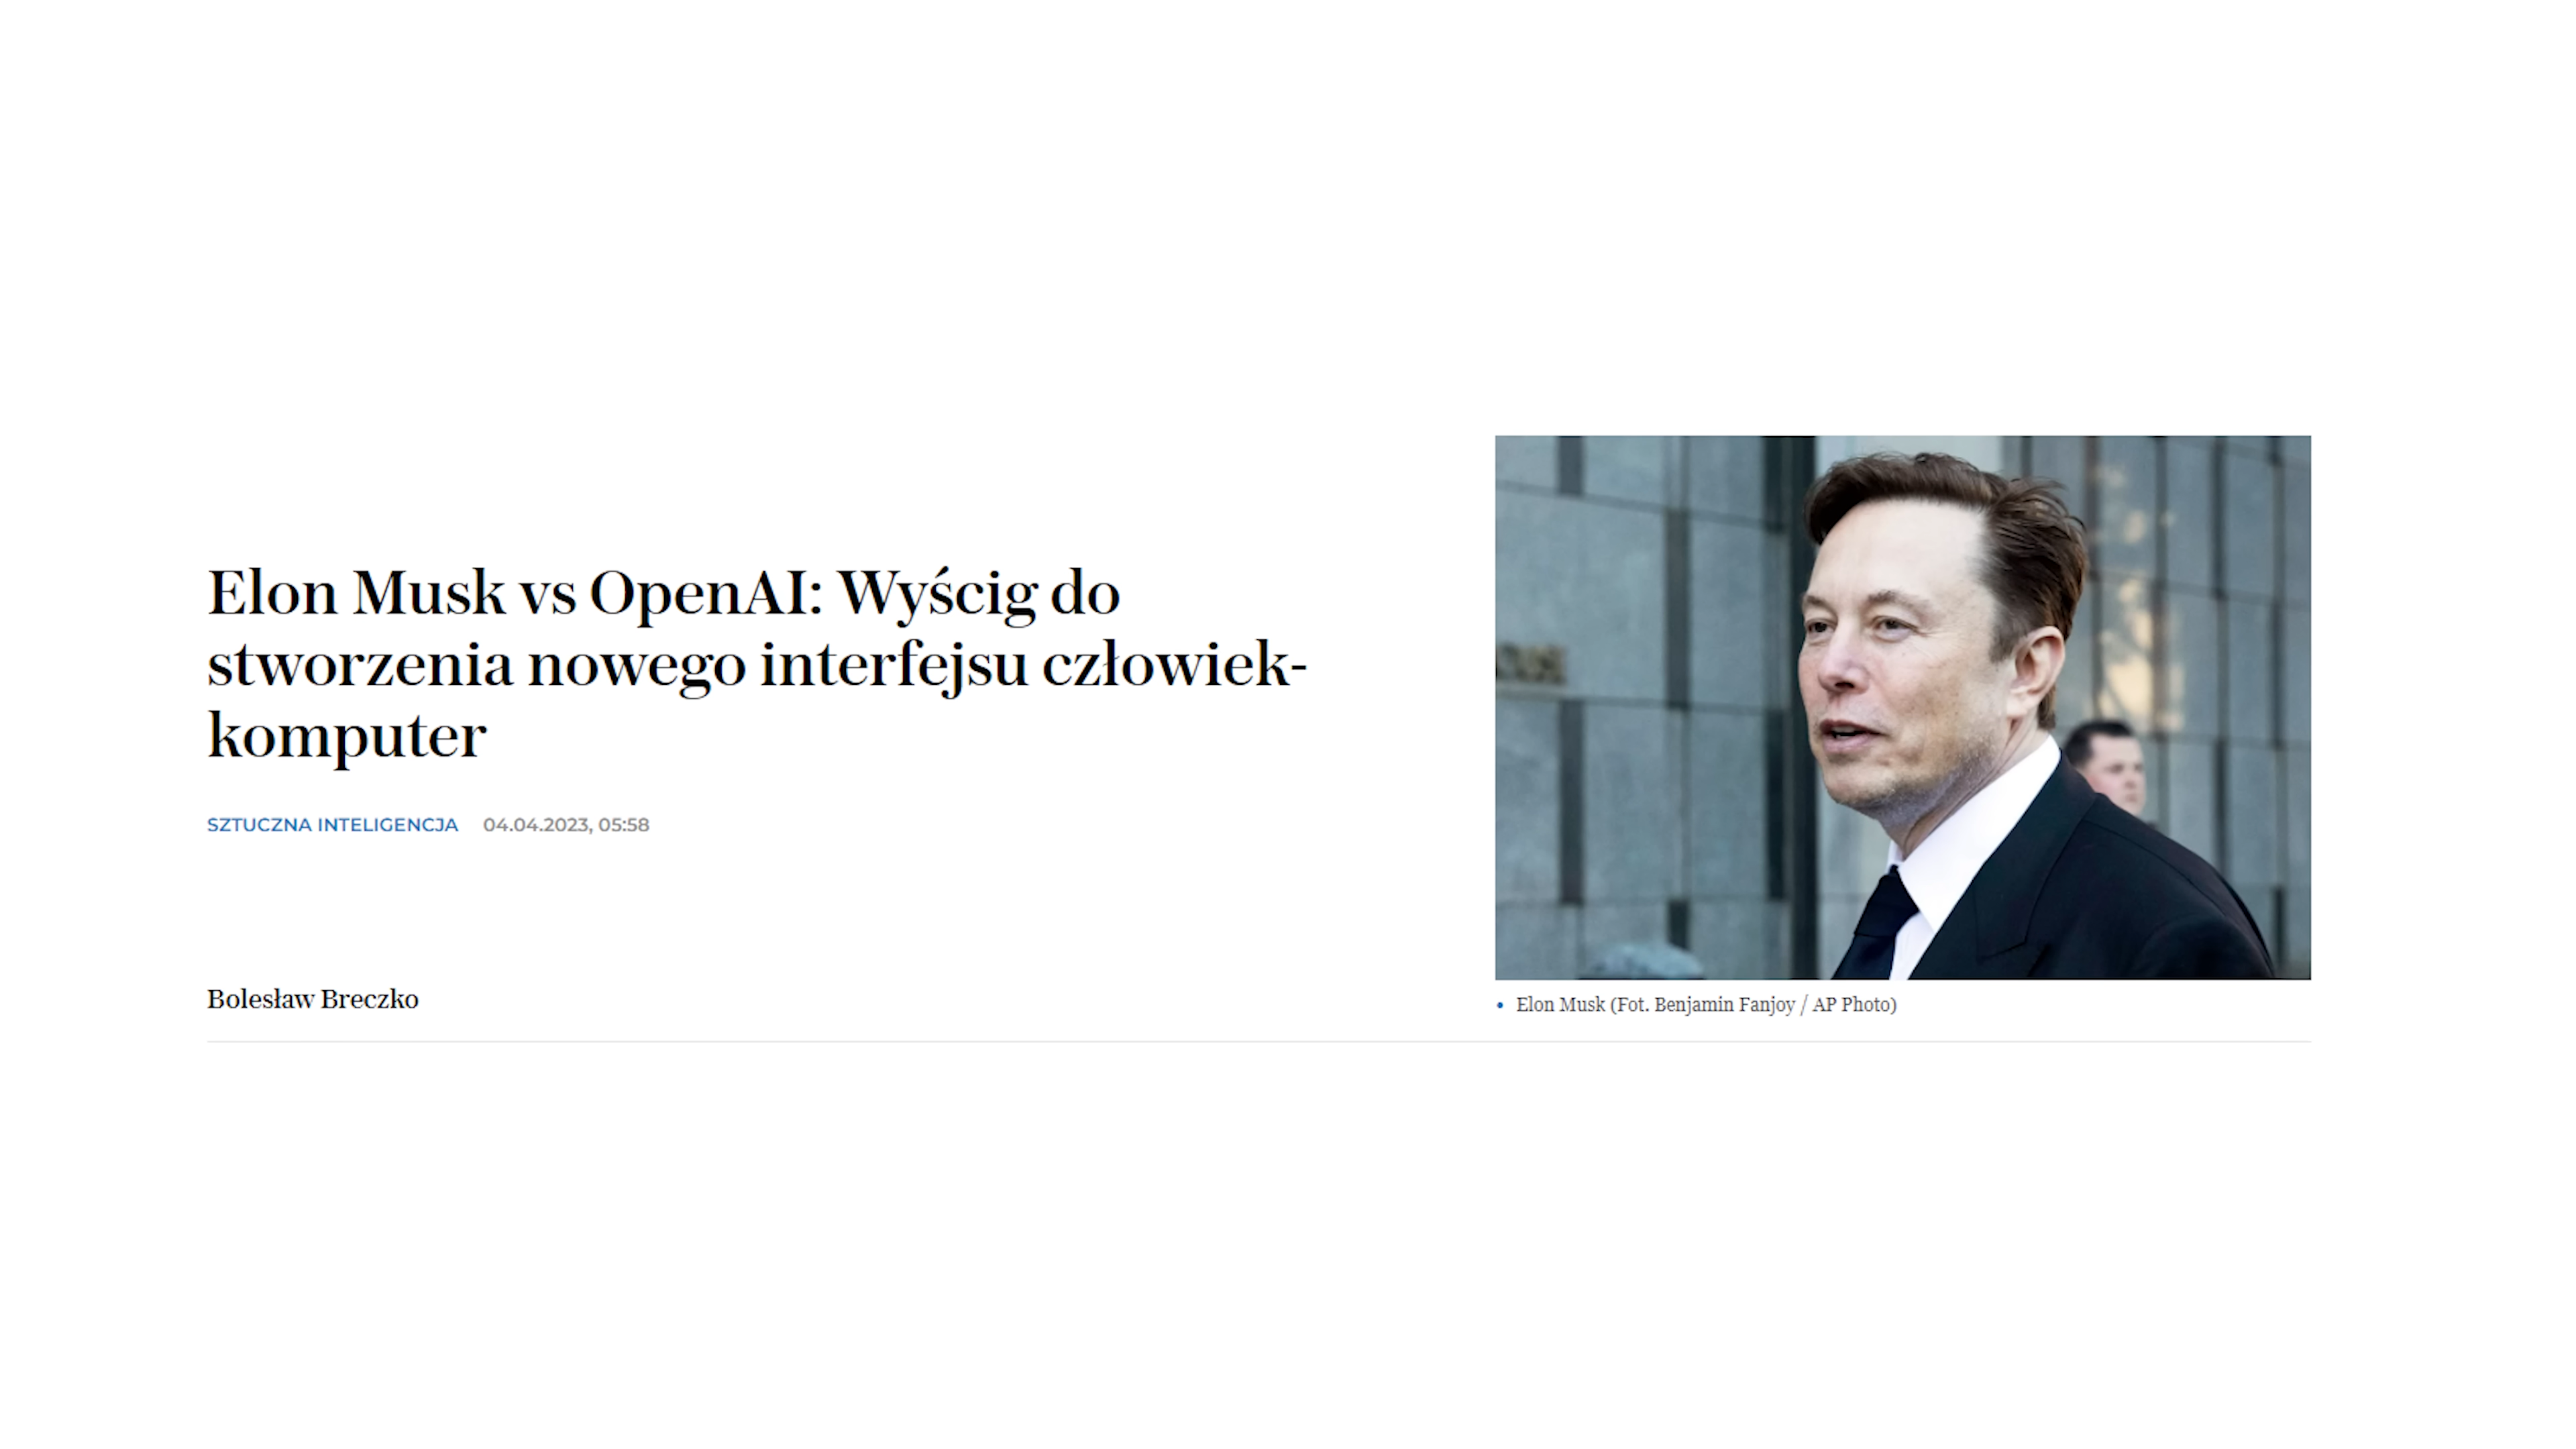 Elon Musk vs OpenAI: Wyścig do
stworzenia nowego interfejsu człowiek-
komputer
SZTUCZNA INTELIGENCJA 04.04.2023, 05:58
Bolesław Breczko
• Elon Musk (Fot. Benjamin Fanjoy / AP Photo)